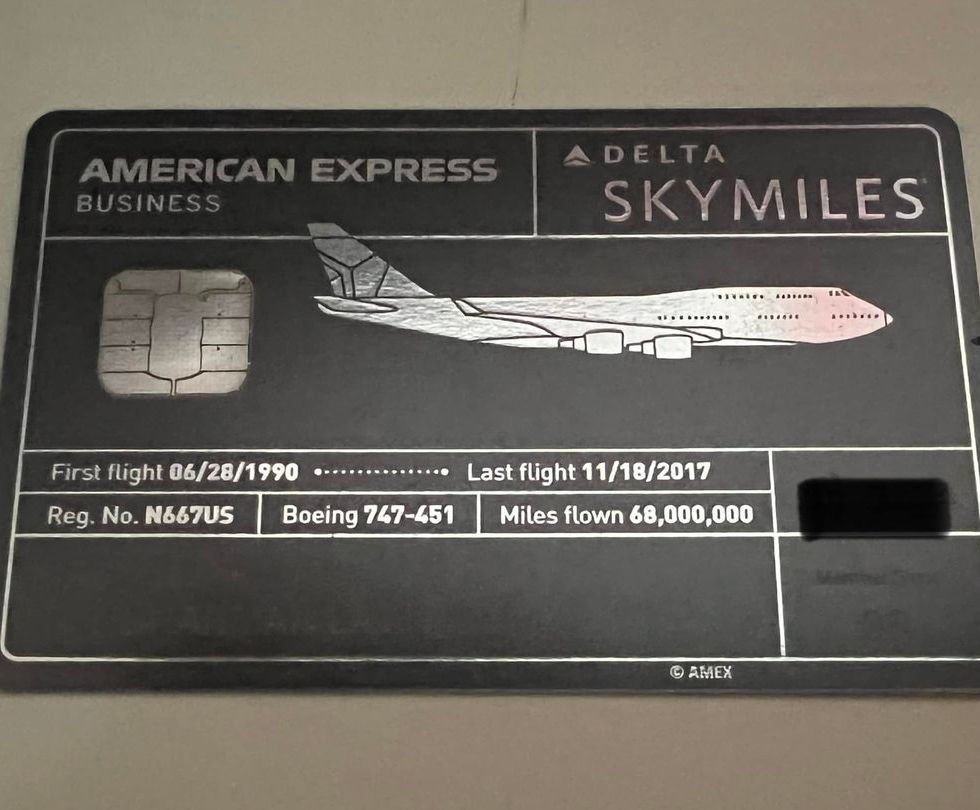 AMERICAN EXPRESS
BUSINESS
DELTA
SKYMILES
First flight 06/28/1990 Last flight 11/18/2017
Reg. No. N667US Boeing 747-451 Miles flown 68,000,000
© AMEX